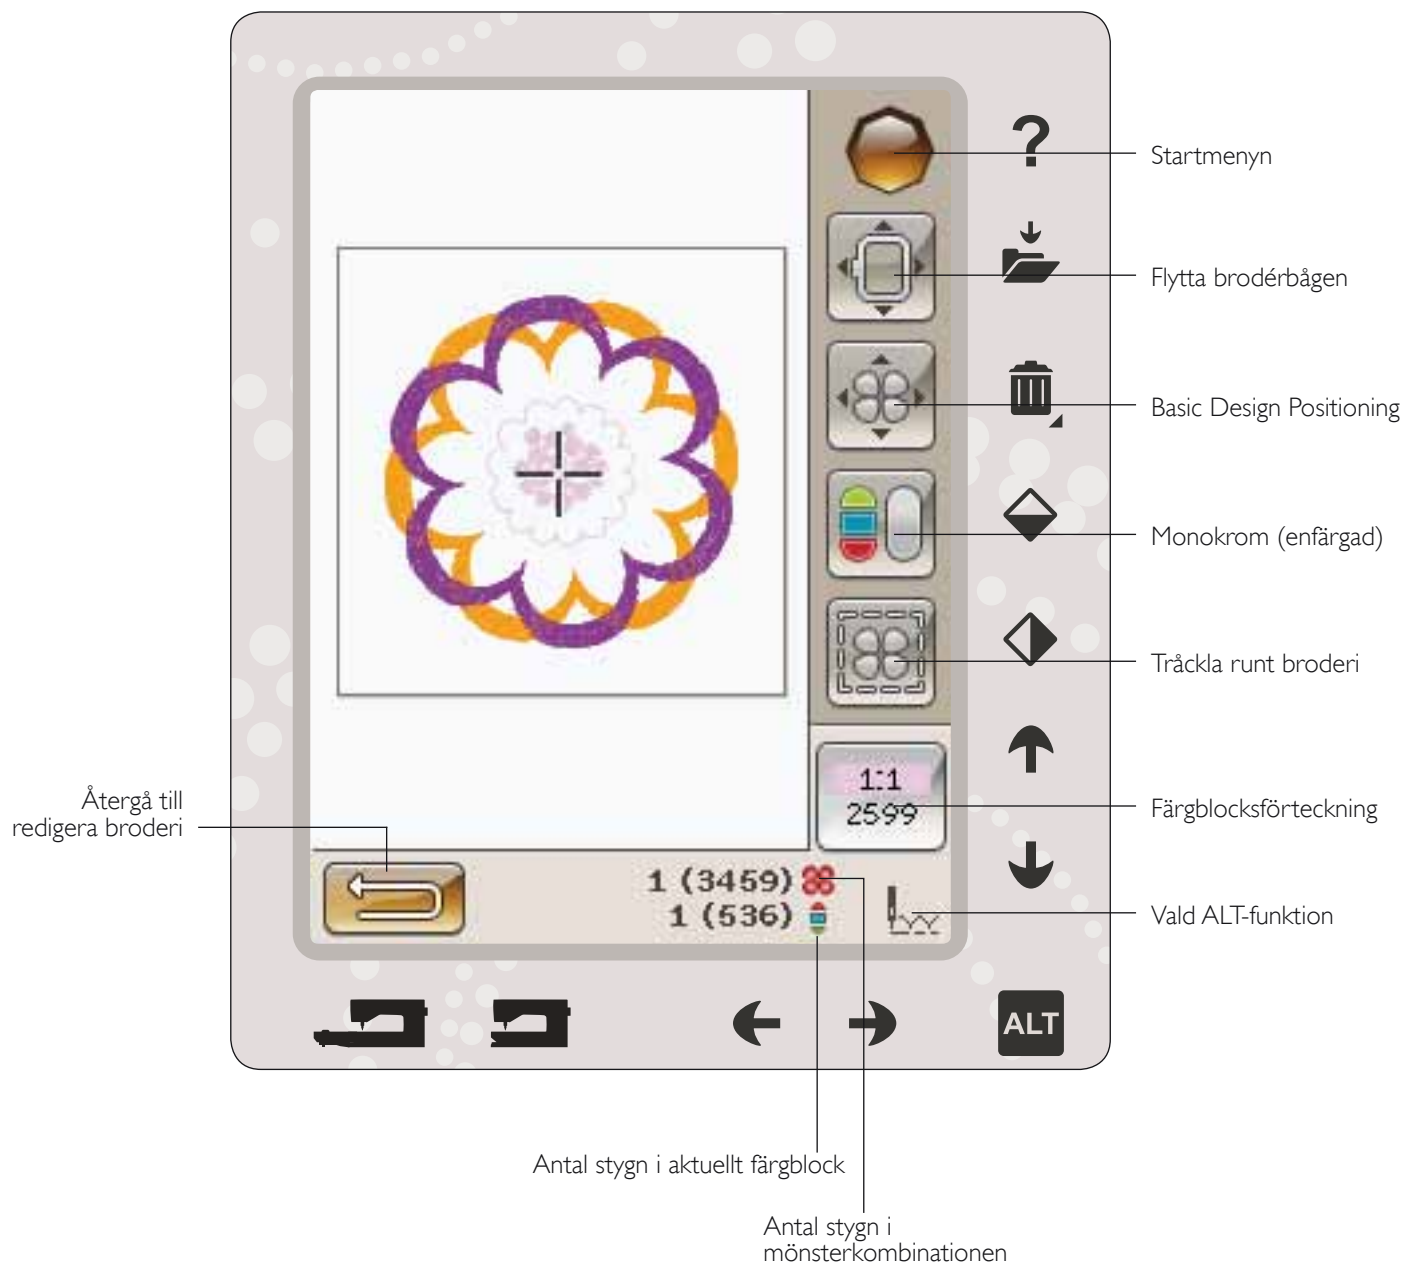 ?
Startmenyn
Flytta brodérbågen
Basic Design Positioning
Monokrom (enfärgad)
Tråckla runt broderi
1:1
2599
Färgblocksförteckning
Återgå till
redigera broderi
1 (3459)
1 (536)
Vald ALT-funktion
ALT
Antal stygn i aktuellt färgblock
Antal stygn i
mönsterkombinationen